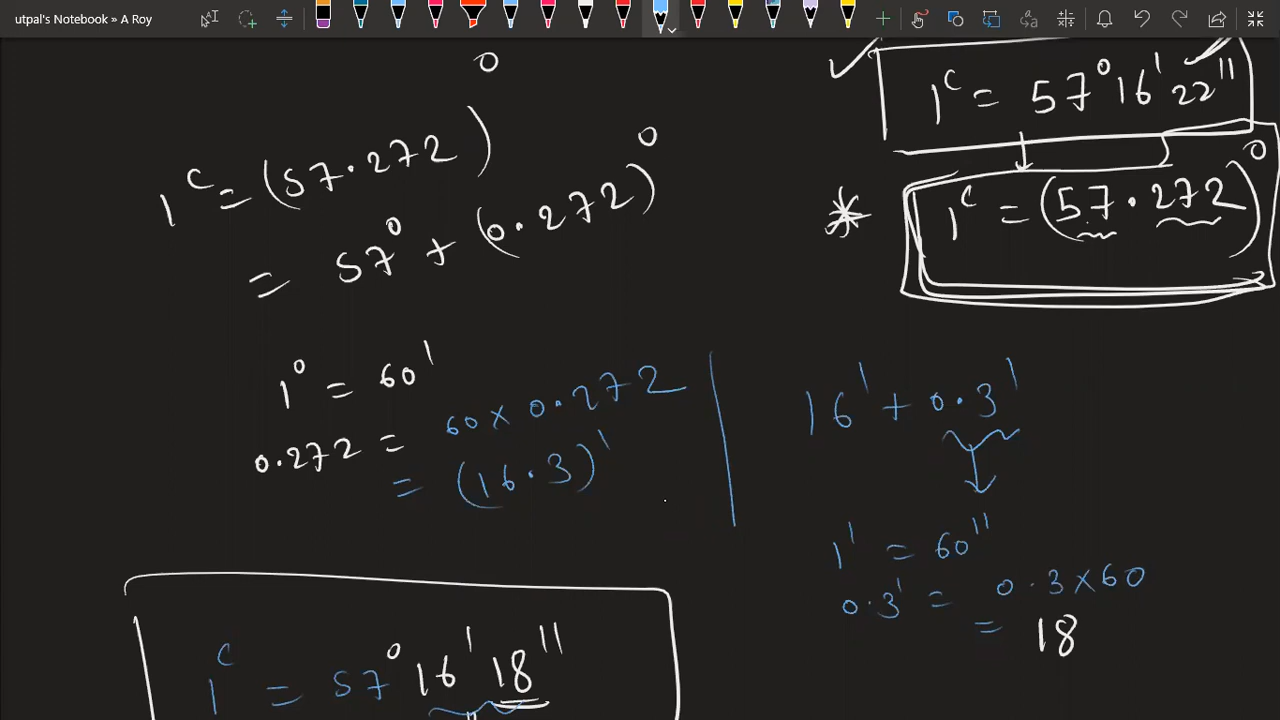 utpal's Notebook » A Roy
1ᶜ = (57.272)⁰
= 57⁰ + (0.272)⁰
1⁰ = 60'
0.272 = 60 × 0.272
= (16.3)'
1ᶜ = 57⁰ 16' 18''
1ᶜ = 57⁰ 16' 22''
* 1ᶜ = (57.272)⁰
16' + 0.3'
1' = 60''
0.3' = 0.3 × 60
= 18